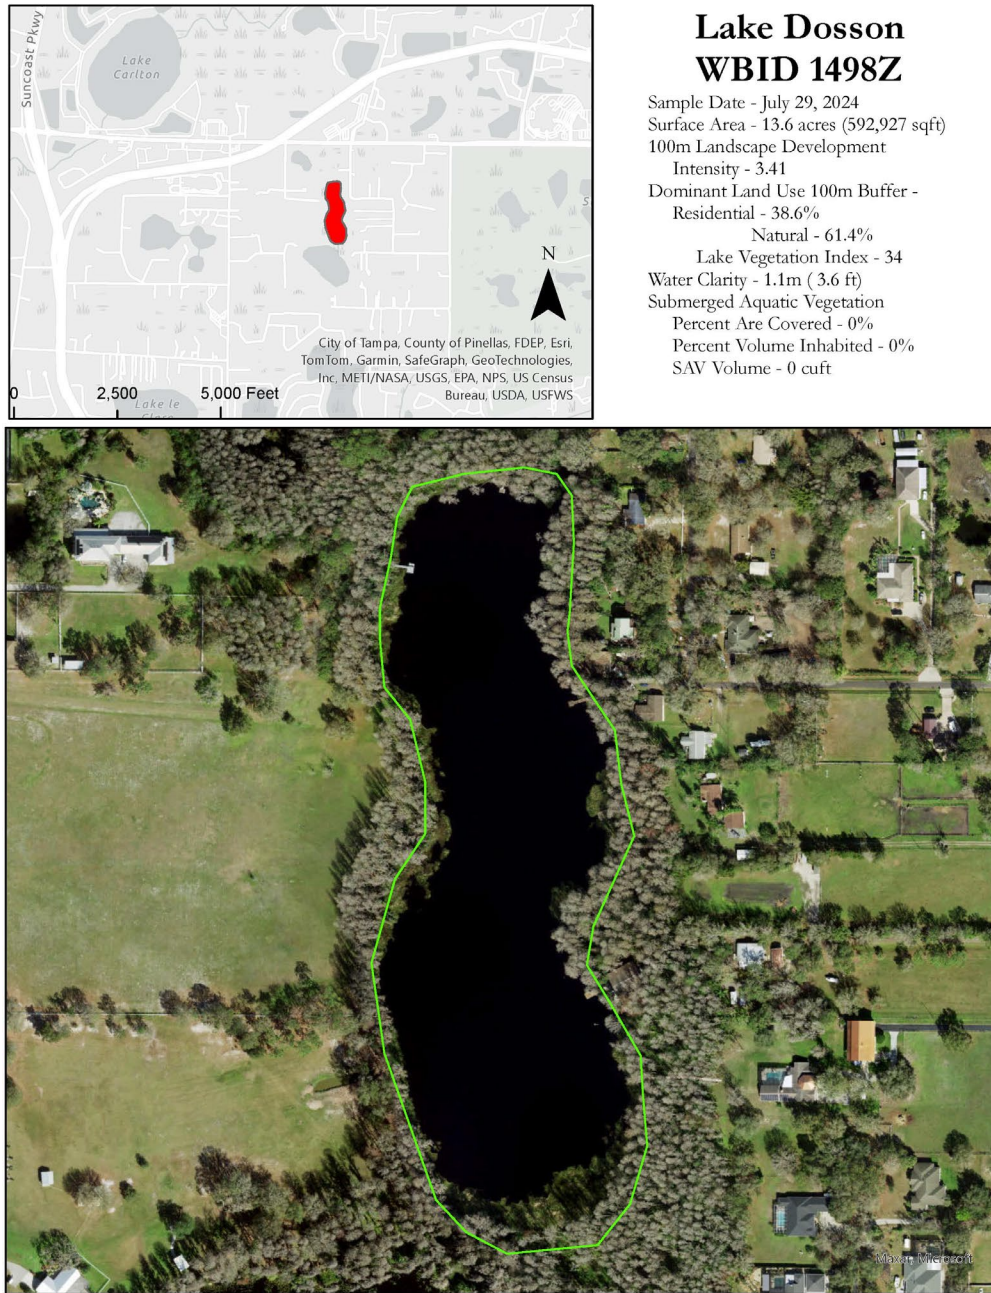 Lake Dosson
WBID 1498Z
Sample Date - July 29, 2024
Surface Area - 13.6 acres (592,927 sqft)
100m Landscape Development
Intensity - 3.41
Dominant Land Use 100m Buffer -
Residential - 38.6%
Natural - 61.4%
Lake Vegetation Index - 34
Water Clarity - 1.1m ( 3.6 ft)
Submerged Aquatic Vegetation
Percent Are Covered - 0%
Percent Volume Inhabited - 0%
SAV Volume - 0 cuft
Suncoast Pkwy
Lake
Carlton
S
N
City of Tampa, County of Pinellas, FDEP, Esri,
TomTom, Garmin, SafeGraph, GeoTechnologies,
Inc, METI/NASA, USGS, EPA, NPS, US Census
Bureau, USDA, USFWS
0 2,500 5,000 Feet
Lake le
Maxar, Microsoft